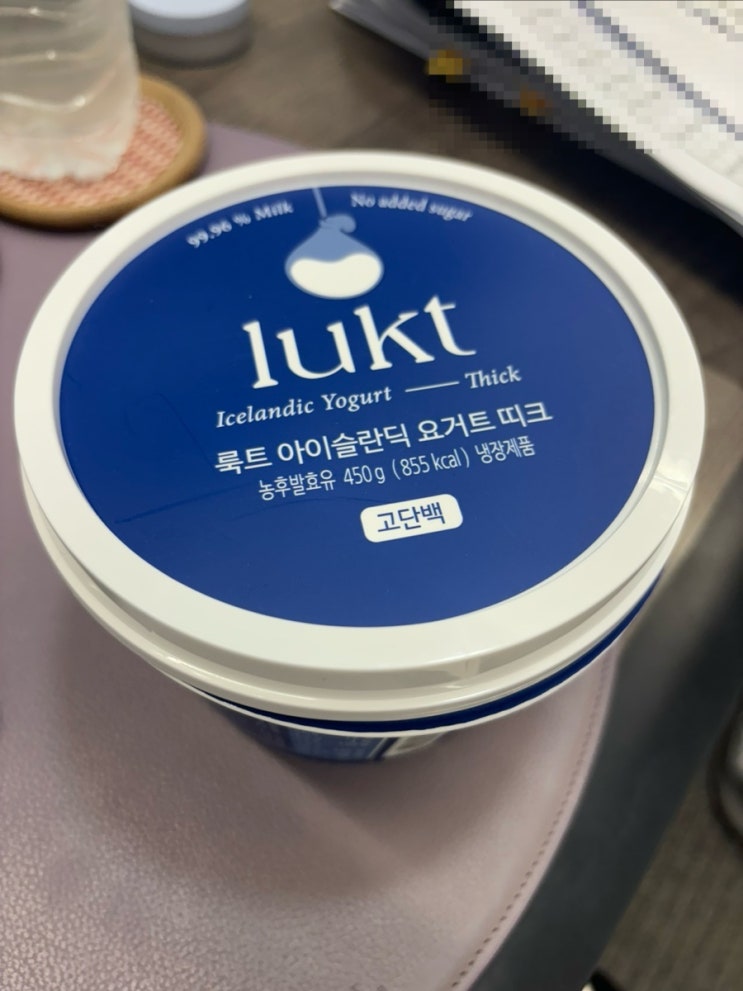 99.96 % Milk
No added sugar
lukt
Icelandic Yogurt — Thick
룩트 아이슬란딕 요거트 띠크
농후발효유 450g (855 kcal) 냉장제품
고단백